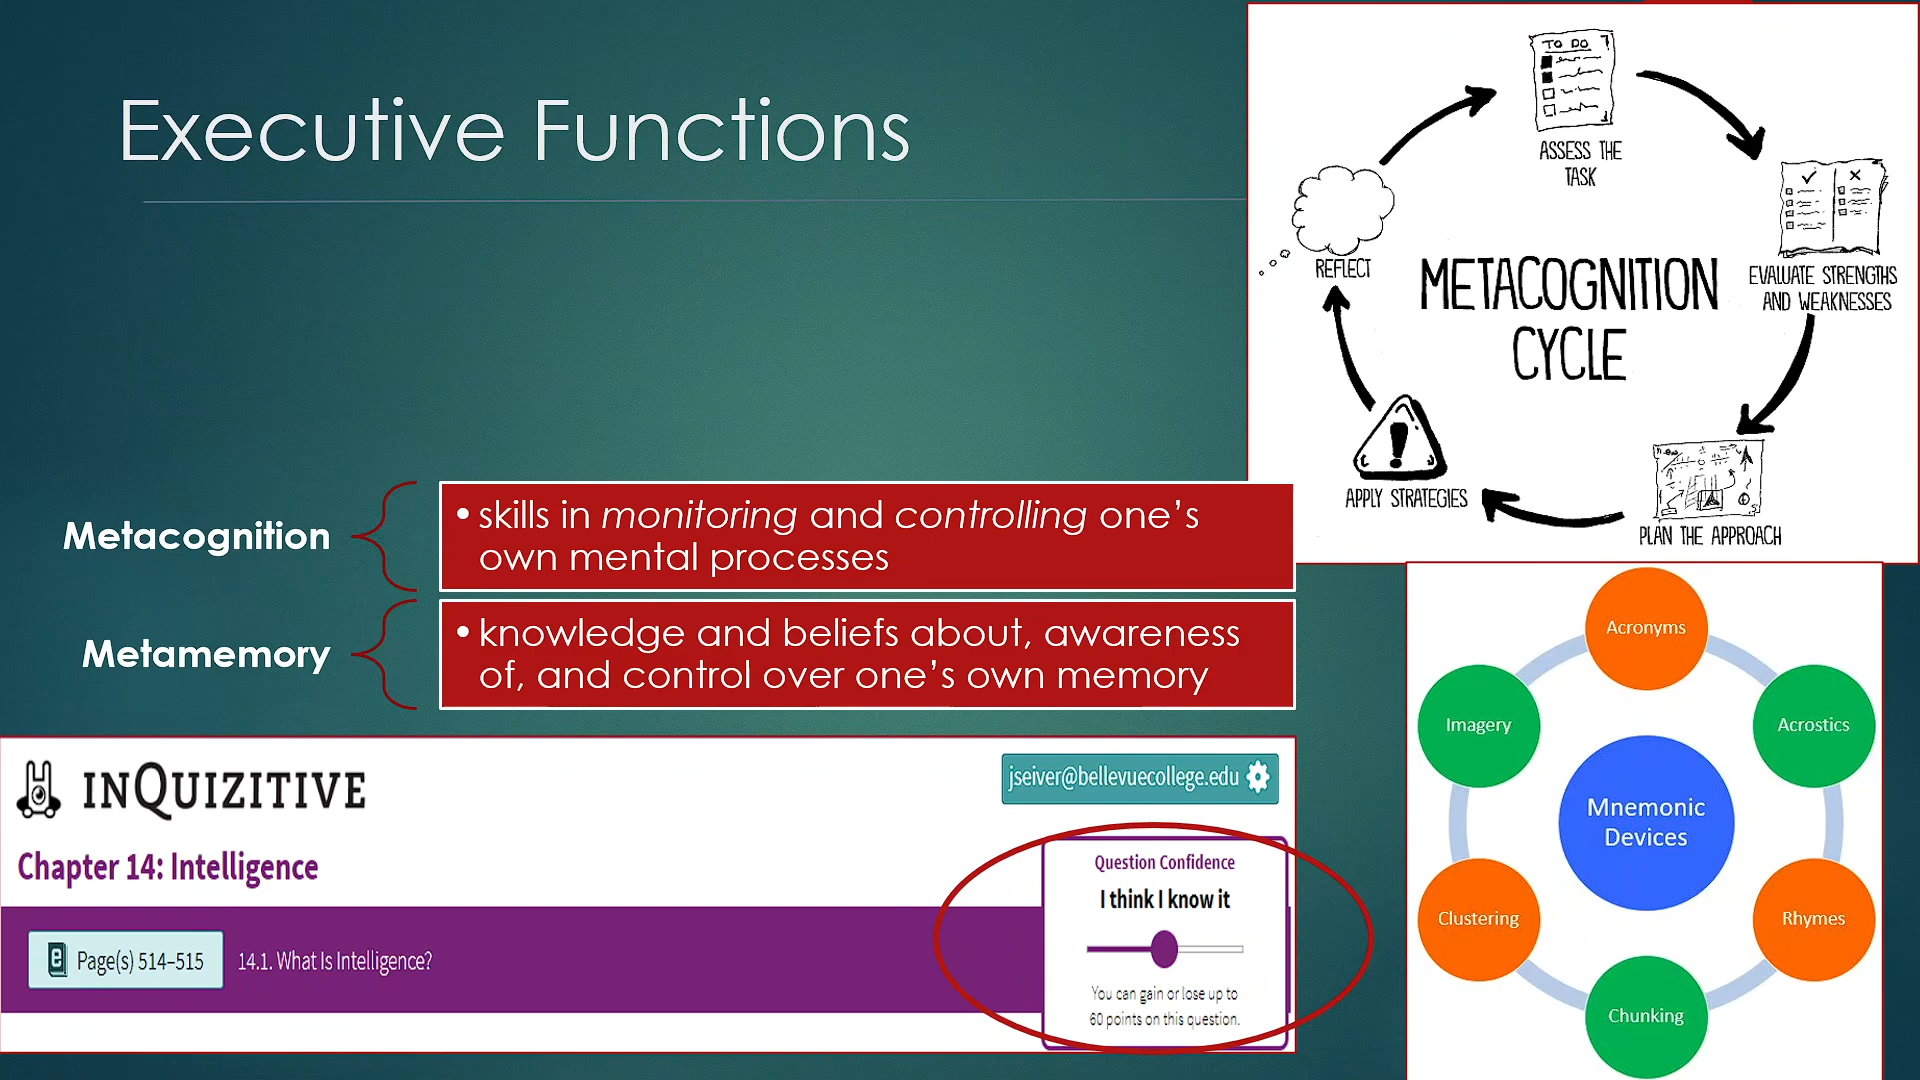 Executive Functions
TO DO
ASSESS THE
TASK
EVALUATE STRENGTHS
AND WEAKNESSES
PLAN THE APPROACH
APPLY STRATEGIES
REFLECT
METACOGNITION
CYCLE
Metacognition
• skills in monitoring and controlling one's
own mental processes
Metamemory
• knowledge and beliefs about, awareness
of, and control over one's own memory
INQUIZITIVE
jseiver@bellevuecollege.edu
Chapter 14: Intelligence
Page(s) 514–515
14.1. What Is Intelligence?
Question Confidence
I think I know it
You can gain or lose up to
60 points on this question.
Mnemonic
Devices
Acronyms
Acrostics
Rhymes
Chunking
Clustering
Imagery